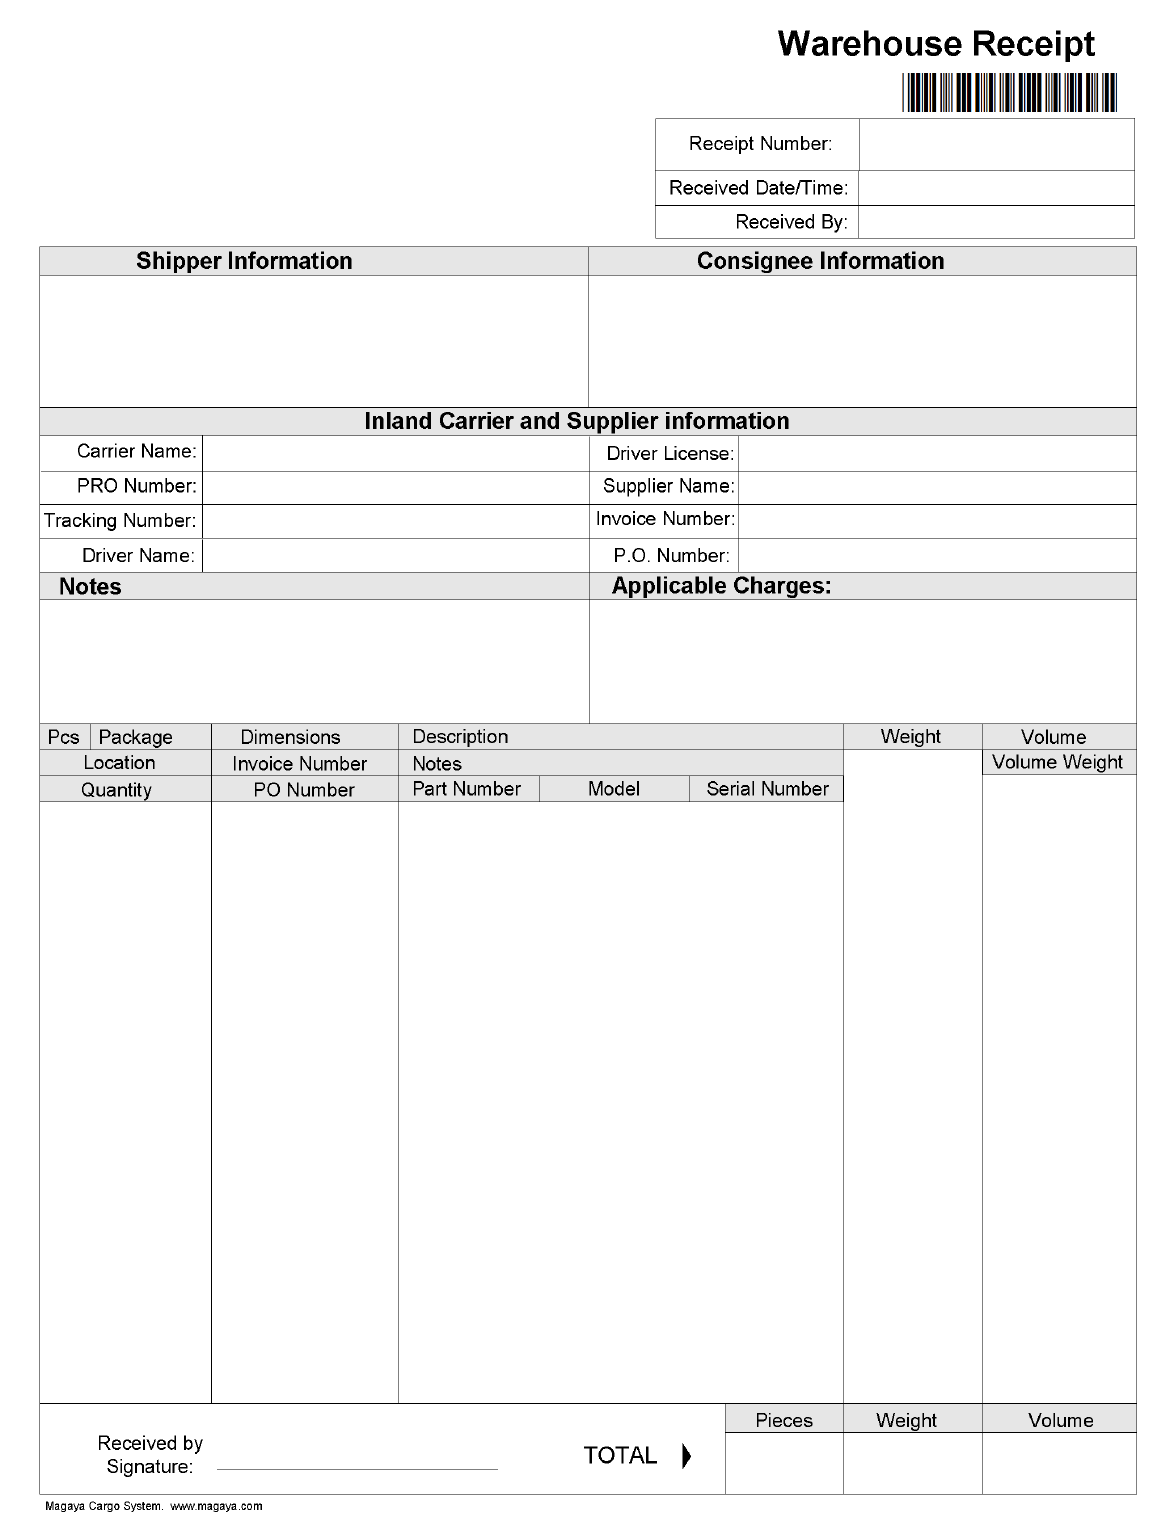 Warehouse Receipt
Receipt Number:
Received Date/Time:
Received By:
Shipper Information
Consignee Information
Inland Carrier and Supplier information
Carrier Name:
Driver License:
PRO Number:
Supplier Name:
Tracking Number:
Invoice Number:
Driver Name:
P.O. Number:
Notes
Applicable Charges:
Pcs Package Dimensions Description Weight Volume
Location Invoice Number Notes Volume Weight
Quantity PO Number Part Number Model Serial Number
Pieces Weight Volume
Received by
Signature:
TOTAL
Magaya Cargo System. www.magaya.com